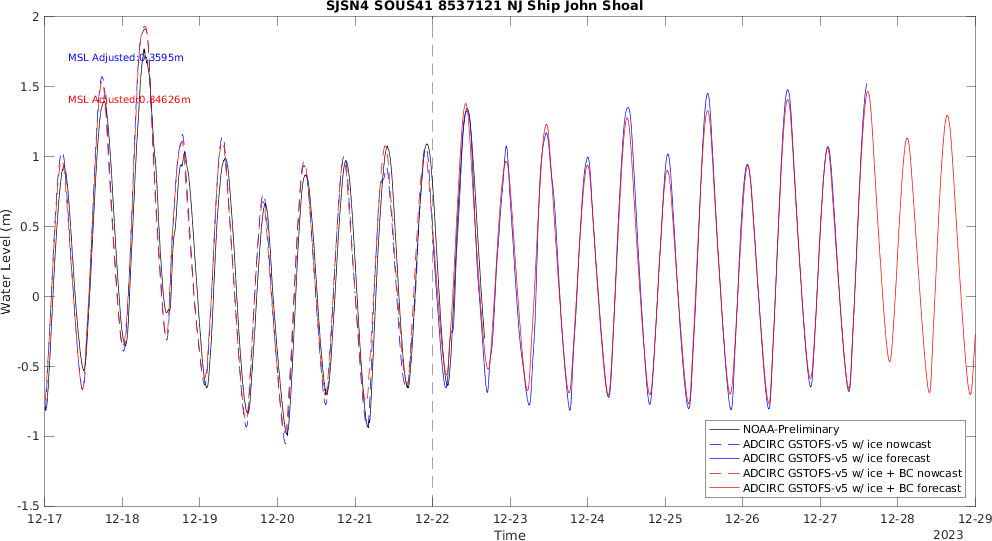 SJSN4 SOUS41 8537121 NJ Ship John Shoal
Water Level (m)
2
1.5
1
0.5
0
-0.5
-1
-1.5
MSL Adjusted:0.3595m
MSL Adjusted:0.34626m
NOAA-Preliminary
ADCIRC GSTOFS-v5 w/ ice nowcast
ADCIRC GSTOFS-v5 w/ ice forecast
ADCIRC GSTOFS-v5 w/ ice + BC nowcast
ADCIRC GSTOFS-v5 w/ ice + BC forecast
12-17 12-18 12-19 12-20 12-21 12-22 12-23 12-24 12-25 12-26 12-27 12-28 12-29
Time
2023